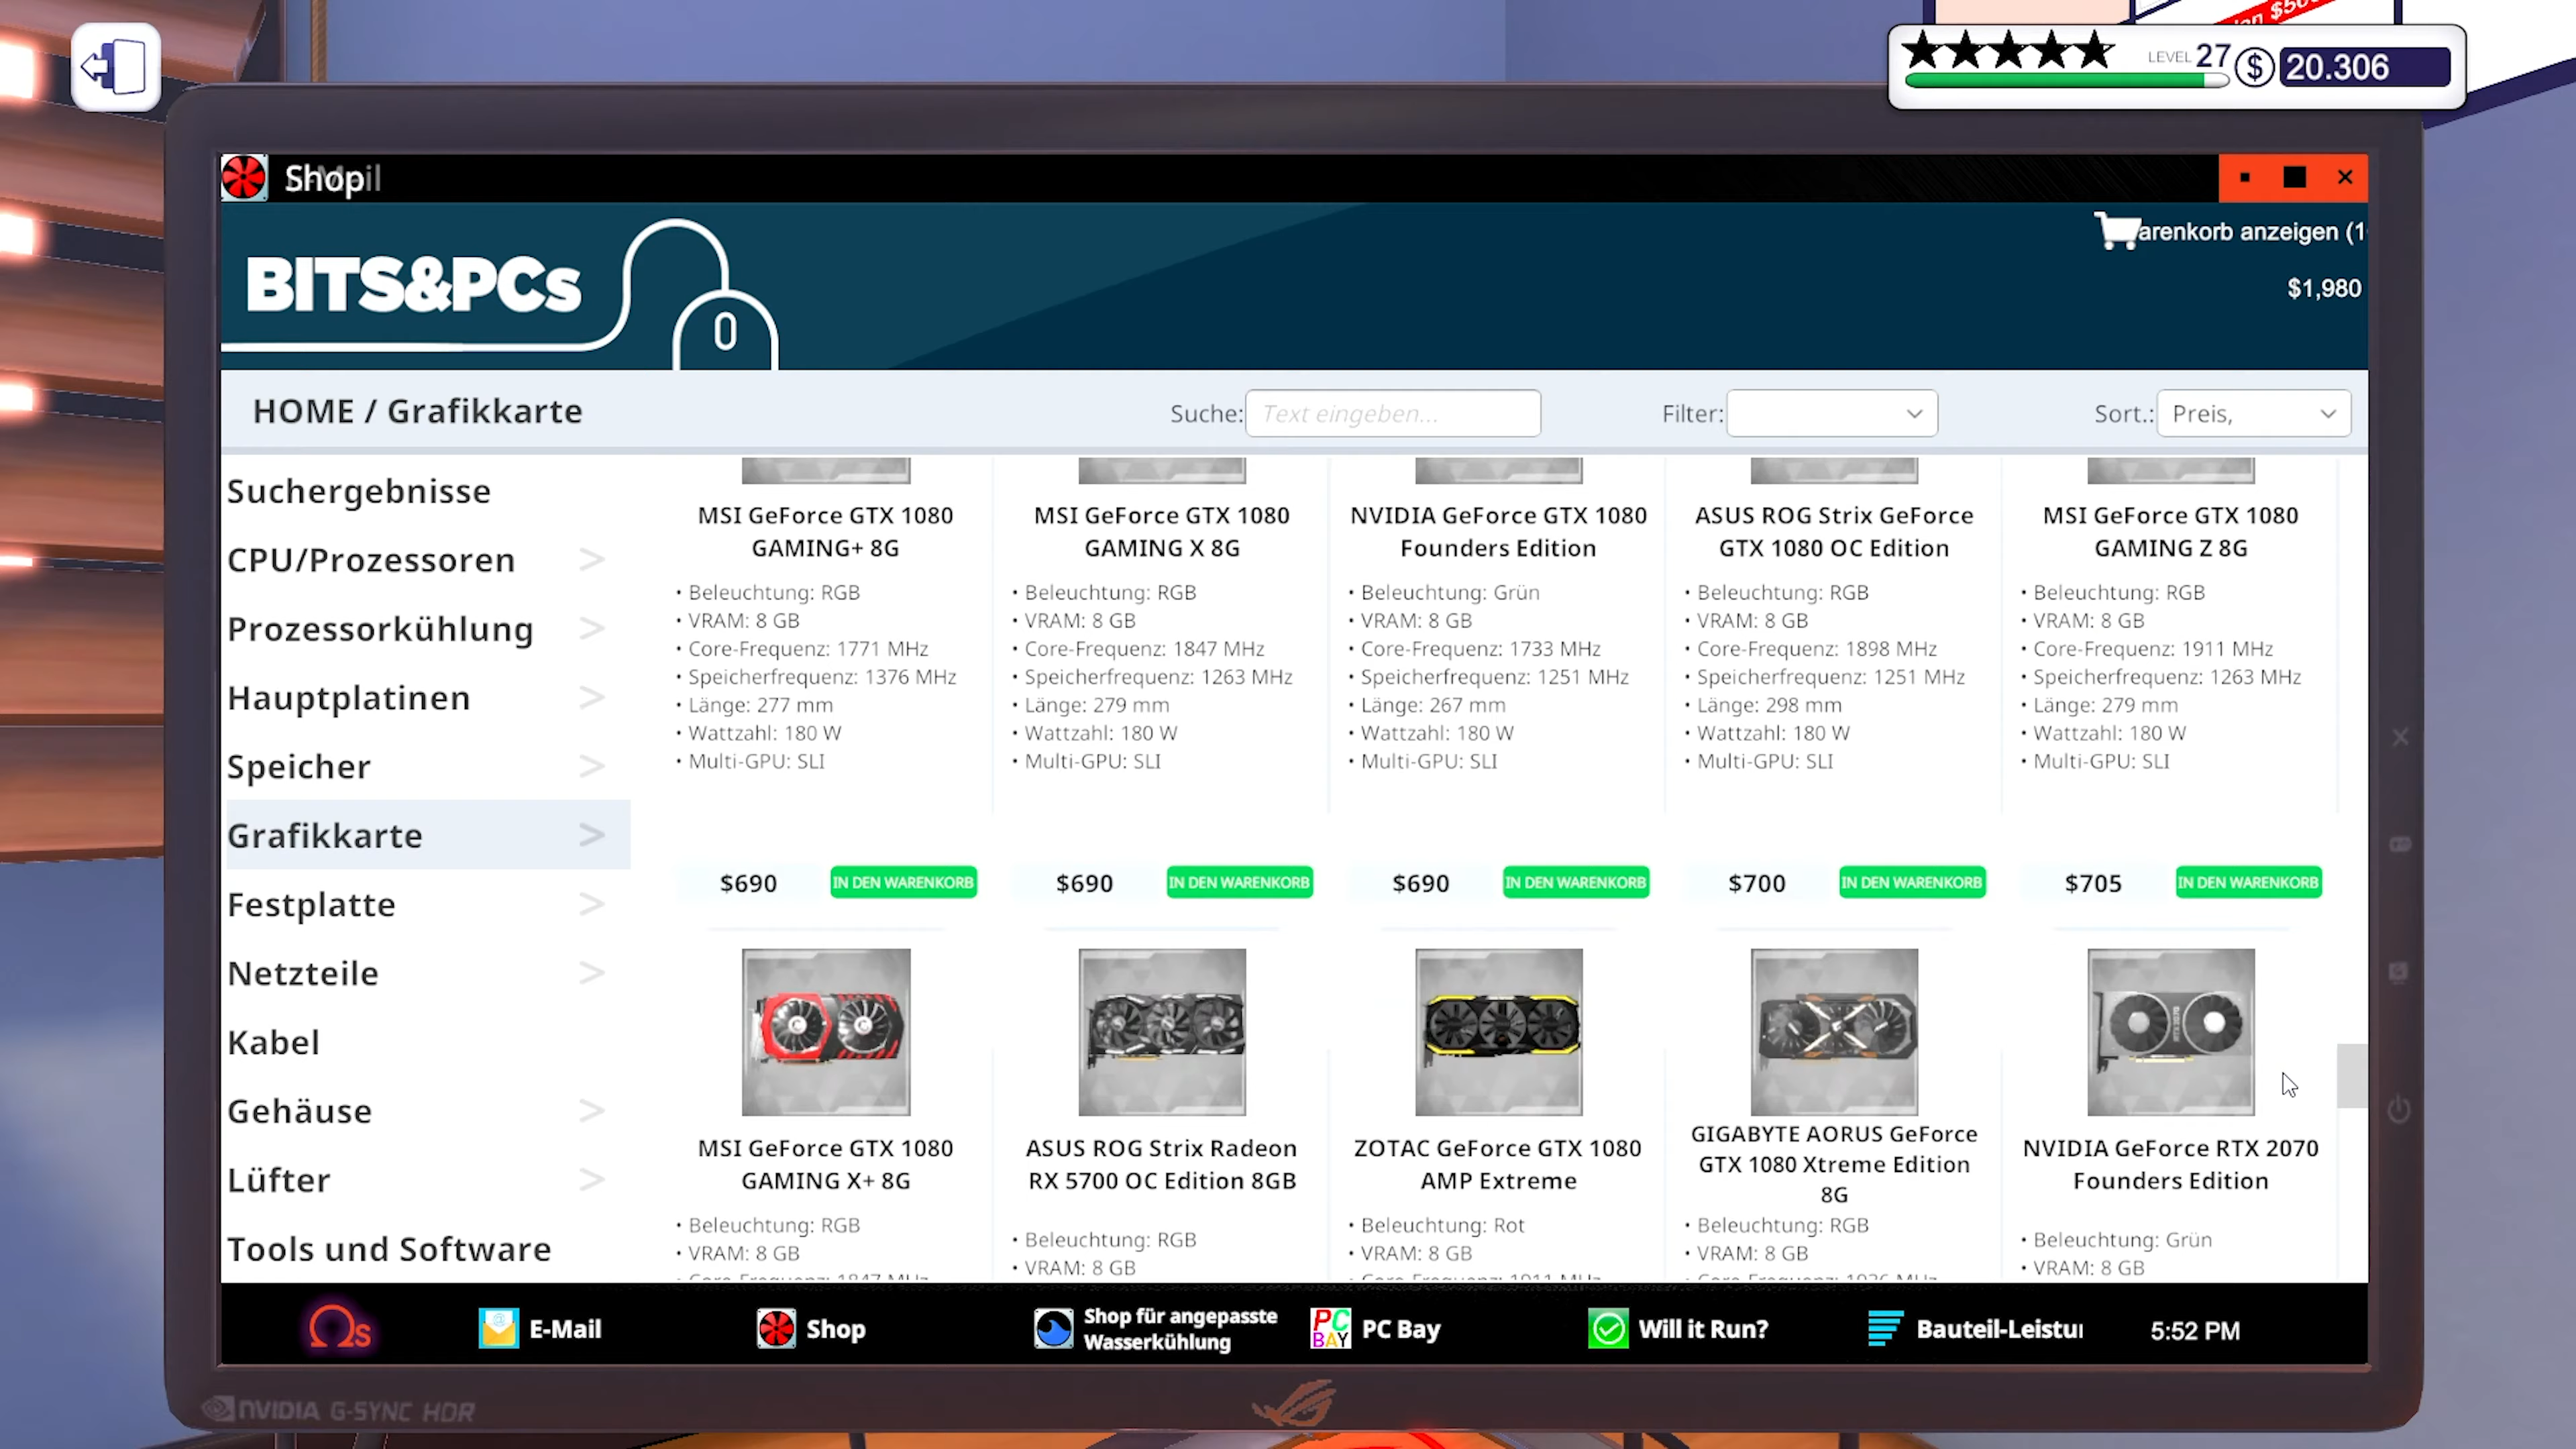 LEVEL 27 $ 20.306
Shop
BITS&PCs
arenkorb anzeigen (1
$1,980
HOME / Grafikkarte
Suche: Text eingeben...
Filter:
Sort.: Preis,
Suchergebnisse
CPU/Prozessoren >
Prozessorkühlung >
Hauptplatinen >
Speicher >
Grafikkarte >
Festplatte >
Netzteile >
Kabel
Gehäuse >
Lüfter >
Tools und Software
MSI GeForce GTX 1080
GAMING+ 8G
• Beleuchtung: RGB
• VRAM: 8 GB
• Core-Frequenz: 1771 MHz
• Speicherfrequenz: 1376 MHz
• Länge: 277 mm
• Wattzahl: 180 W
• Multi-GPU: SLI
$690 IN DEN WARENKORB
MSI GeForce GTX 1080
GAMING X 8G
• Beleuchtung: RGB
• VRAM: 8 GB
• Core-Frequenz: 1847 MHz
• Speicherfrequenz: 1263 MHz
• Länge: 279 mm
• Wattzahl: 180 W
• Multi-GPU: SLI
$690 IN DEN WARENKORB
NVIDIA GeForce GTX 1080
Founders Edition
• Beleuchtung: Grün
• VRAM: 8 GB
• Core-Frequenz: 1733 MHz
• Speicherfrequenz: 1251 MHz
• Länge: 267 mm
• Wattzahl: 180 W
• Multi-GPU: SLI
$690 IN DEN WARENKORB
ASUS ROG Strix GeForce
GTX 1080 OC Edition
• Beleuchtung: RGB
• VRAM: 8 GB
• Core-Frequenz: 1898 MHz
• Speicherfrequenz: 1251 MHz
• Länge: 298 mm
• Wattzahl: 180 W
• Multi-GPU: SLI
$700 IN DEN WARENKORB
MSI GeForce GTX 1080
GAMING Z 8G
• Beleuchtung: RGB
• VRAM: 8 GB
• Core-Frequenz: 1911 MHz
• Speicherfrequenz: 1263 MHz
• Länge: 279 mm
• Wattzahl: 180 W
• Multi-GPU: SLI
$705 IN DEN WARENKORB
MSI GeForce GTX 1080
GAMING X+ 8G
• Beleuchtung: RGB
• VRAM: 8 GB
ASUS ROG Strix Radeon
RX 5700 OC Edition 8GB
• Beleuchtung: RGB
• VRAM: 8 GB
ZOTAC GeForce GTX 1080
AMP Extreme
• Beleuchtung: Rot
• VRAM: 8 GB
GIGABYTE AORUS GeForce
GTX 1080 Xtreme Edition
8G
• Beleuchtung: RGB
• VRAM: 8 GB
NVIDIA GeForce RTX 2070
Founders Edition
• Beleuchtung: Grün
• VRAM: 8 GB
Ωs
E-Mail
Shop
Shop für angepasste
Wasserkühlung
PC
BAY
PC Bay
Will it Run?
Bauteil-Leistu
5:52 PM
NVIDIA G-SYNC HDR